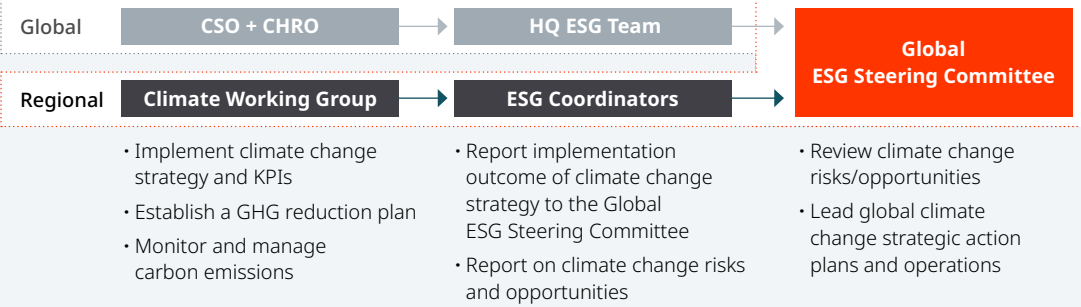 Global
CSO + CHRO
HQ ESG Team
Global
ESG Steering Committee
Regional
Climate Working Group
ESG Coordinators
· Implement climate change
strategy and KPIs
· Establish a GHG reduction plan
· Monitor and manage
carbon emissions
· Report implementation
outcome of climate change
strategy to the Global
ESG Steering Committee
· Report on climate change risks
and opportunities
· Review climate change
risks/opportunities
· Lead global climate
change strategic action
plans and operations